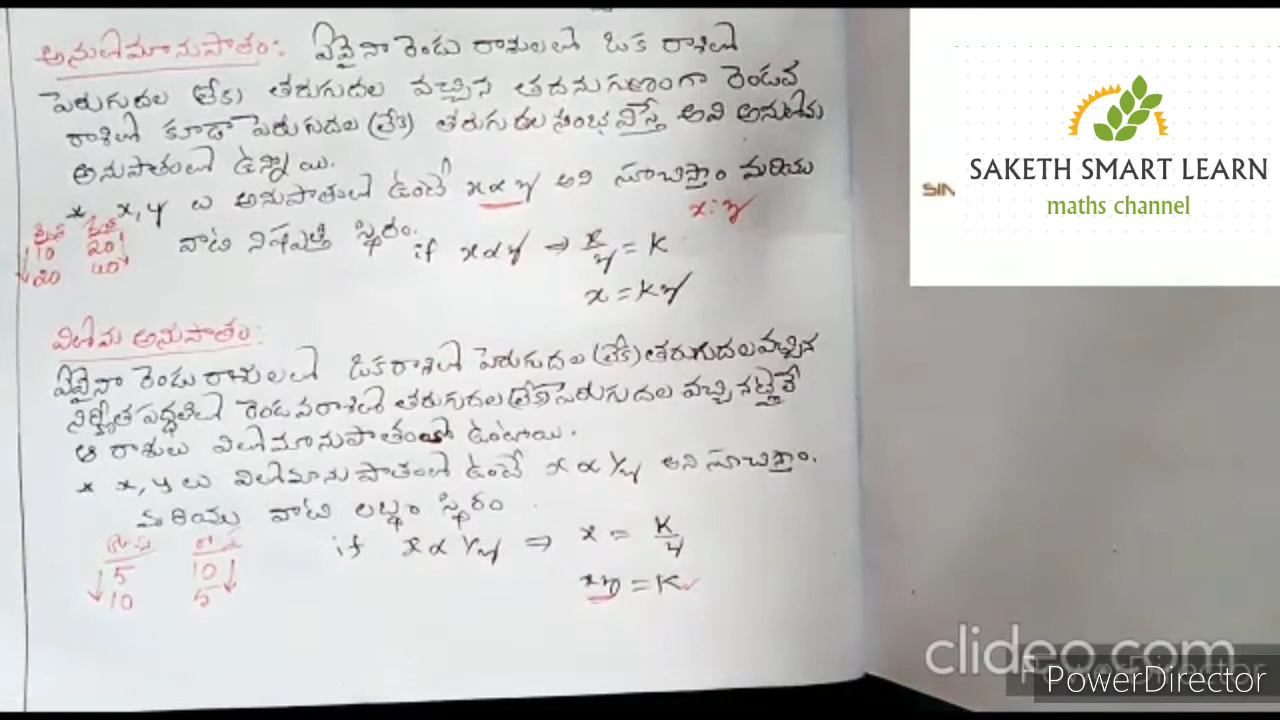 అనులోమానుపాతం: ఏవైనా రెండు రాశులలో ఒక రాశిలో
పెరుగుదల (లేక) తరుగుదల వచ్చిన తదనుగుణంగా రెండవ
రాశిలో కూడా పెరుగుదల (లేక) తరుగుదల సంభవిస్తే అవి అనులోమ
అనుపాతంలో ఉన్నాయి.
* x, y లు అనుపాతంలో ఉంటే x α y అని సూచిస్తాం మరియు
x : y
వాటి నిష్పత్తి స్థిరం. if x α y ⇒ x/y = K
10 20
20 40
x = Ky
విలోమ అనుపాతం:
ఏవైనా రెండు రాశులలో ఒకరాశిలో పెరుగుదల (లేక) తరుగుదల వచ్చిన
నిర్ణీత పద్ధతిలో రెండవరాశిలో తరుగుదల (లేక) పెరుగుదల వచ్చినట్లైతే
ఆ రాశులు విలోమానుపాతంలో ఉంటాయి.
* x, y లు విలోమానుపాతంలో ఉంటే x α 1/y అని సూచిస్తాం.
మరియు వాటి లబ్ధం స్థిరం
if x α 1/y ⇒ x = K/y
5 10
10 5
xy = K
SAKETH SMART LEARN
maths channel
SIN
clideo.com
PowerDirector
PowerDirector